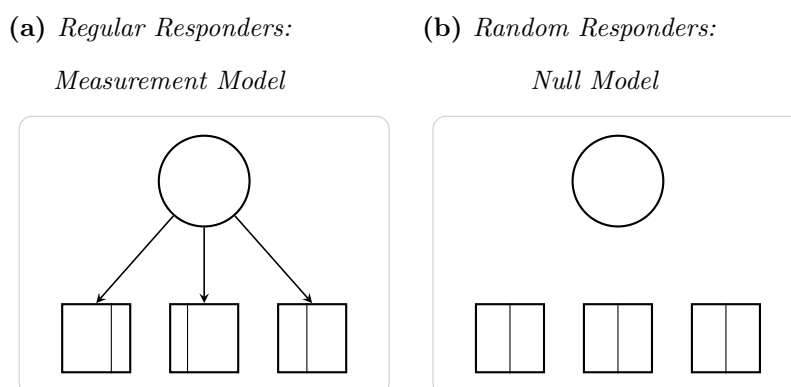 (a) Regular Responders:
Measurement Model
(b) Random Responders:
Null Model